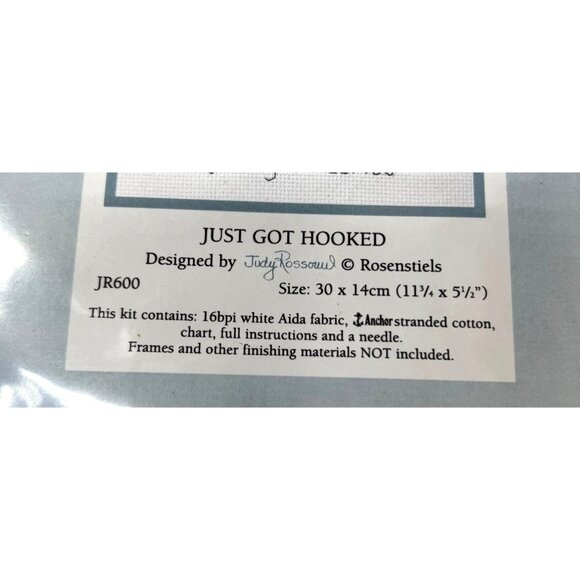 JUST GOT HOOKED
Designed by Judy Rossouw © Rosenstiels
JR600 Size: 30 x 14cm (11¾ x 5½")
This kit contains: 16bpi white Aida fabric, Anchor stranded cotton,
chart, full instructions and a needle.
Frames and other finishing materials NOT included.